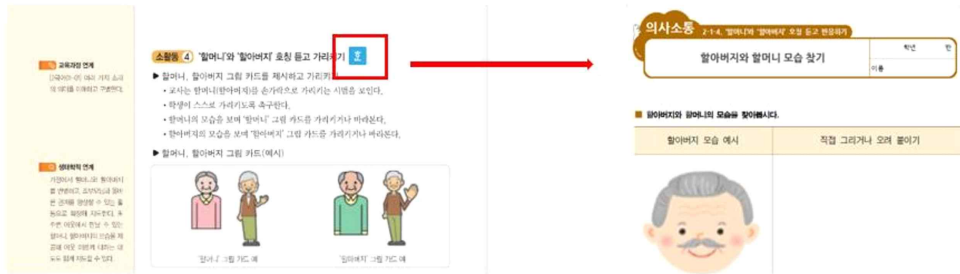 교육과정 연계
소활동 4 '할머니'와 '할아버지' 호칭 듣고 가리키기 호
▶ 할머니, 할아버지 그림 카드를 제시하고 가리키기
• 교사는 할머니(할아버지)를 손가락으로 가리키는 시범을 보인다.
• 학생이 스스로 가리키도록 촉구한다.
• 할머니의 모습을 보며 '할머니' 그림 카드를 가리키거나 바라본다.
• 할아버지의 모습을 보며 '할아버지' 그림 카드를 가리키거나 바라본다.
▶ 할머니, 할아버지 그림 카드(예시)
'할머니' 그림 카드 예
'할아버지' 그림 카드 예
생태학적 연계
의사소통 2-1-4. '할머니'와 '할아버지' 호칭 듣고 반응하기
할아버지와 할머니 모습 찾기
학년 반
이름
■ 할아버지와 할머니의 모습을 찾아봅시다.
할아버지 모습 예시
직접 그리거나 오려 붙이기